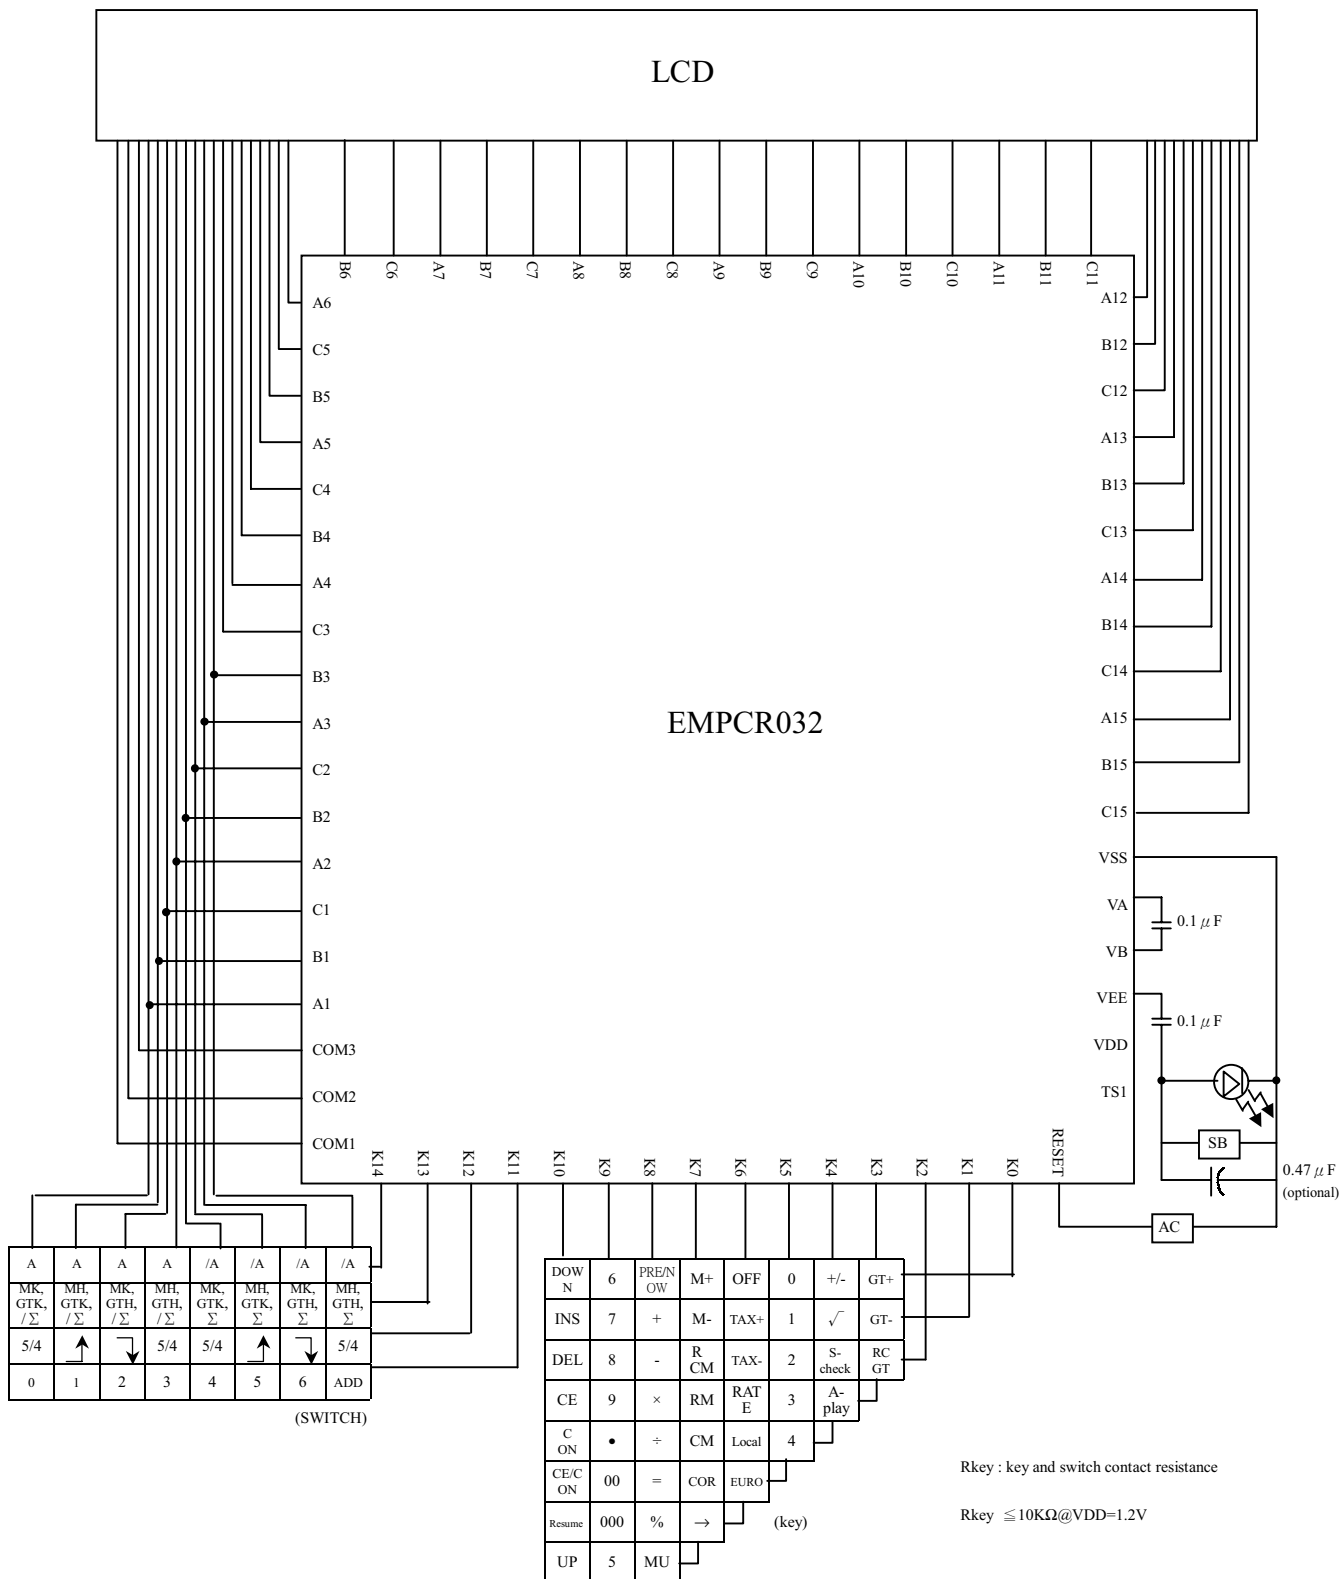 LCD
B6 C6 A7 B7 C7 A8 B8 C8 A9 B9 C9 A10 B10 C10 A11 B11 C11
A6
C5
B5
A5
C4
B4
A4
C3
B3
A3
C2
B2
A2
C1
B1
A1
COM3
COM2
COM1
EMPCR032
A12
B12
C12
A13
B13
C13
A14
B14
C14
A15
B15
C15
VSS
VA
VB
VEE
VDD
TS1
0.1 μ F
0.1 μ F
SB
0.47 μ F
(optional)
AC
K14 K13 K12 K11 K10 K9 K8 K7 K6 K5 K4 K3 K2 K1 K0 RESET
A A A A /A /A /A /A
MK, MH, MK, MH, MK, MH, MK, MH,
GTK, GTK, GTH, GTH, GTK, GTK, GTH, GTH,
/Σ /Σ /Σ /Σ Σ Σ Σ Σ
5/4 5/4 5/4 5/4
0 1 2 3 4 5 6 ADD
(SWITCH)
DOW
N
6
PRE/N
OW
M+ OFF 0 +/- GT+
INS 7 + M- TAX+ 1 √ GT-
DEL 8 -
R
CM
TAX- 2
S-
check
RC
GT
CE 9 × RM
RAT
E
3
A-
play
C
ON
• ÷ CM Local 4
CE/C
ON
00 = COR EURO
Resume 000 % →
(key)
UP 5 MU
Rkey : key and switch contact resistance
Rkey ≦10KΩ@VDD=1.2V